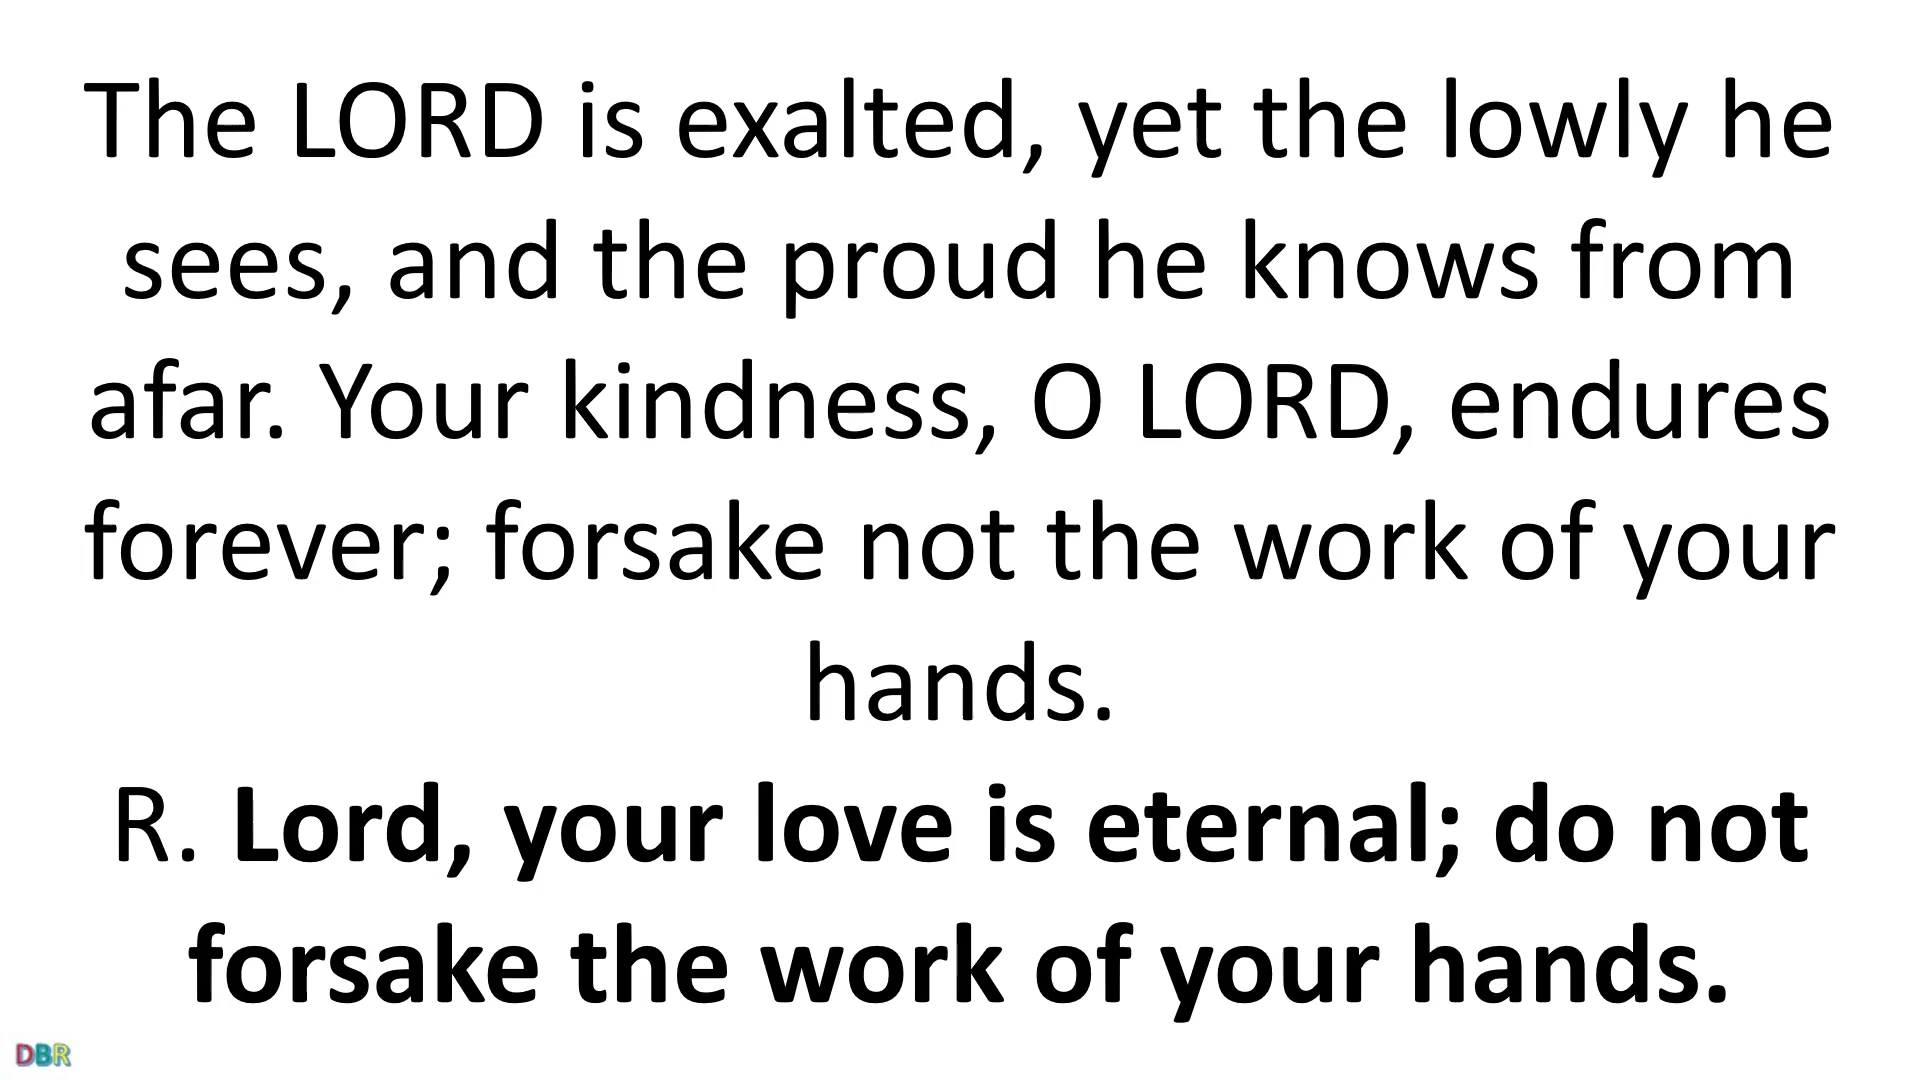 The LORD is exalted, yet the lowly he
sees, and the proud he knows from
afar. Your kindness, O LORD, endures
forever; forsake not the work of your
hands.
R. Lord, your love is eternal; do not
forsake the work of your hands.
DBR